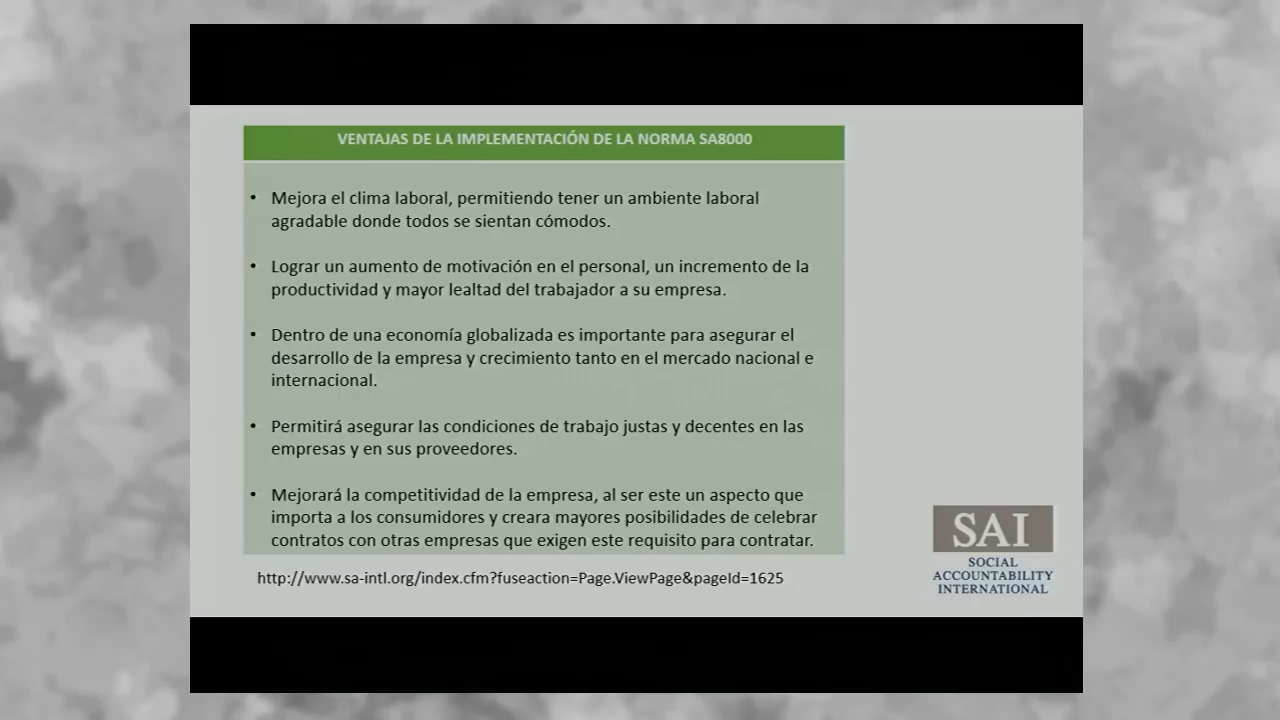 VENTAJAS DE LA IMPLEMENTACIÓN DE LA NORMA SA8000
• Mejora el clima laboral, permitiendo tener un ambiente laboral
agradable donde todos se sientan cómodos.
• Lograr un aumento de motivación en el personal, un incremento de la
productividad y mayor lealtad del trabajador a su empresa.
• Dentro de una economía globalizada es importante para asegurar el
desarrollo de la empresa y crecimiento tanto en el mercado nacional e
internacional.
• Permitirá asegurar las condiciones de trabajo justas y decentes en las
empresas y en sus proveedores.
• Mejorará la competitividad de la empresa, al ser este un aspecto que
importa a los consumidores y creara mayores posibilidades de celebrar
contratos con otras empresas que exigen este requisito para contratar.
http://www.sa-intl.org/index.cfm?fuseaction=Page.ViewPage&pageId=1625
SAI
SOCIAL
ACCOUNTABILITY
INTERNATIONAL